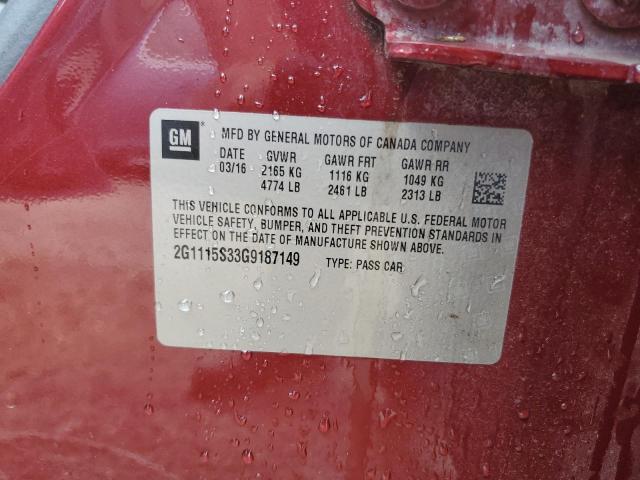 GM
MFD BY GENERAL MOTORS OF CANADA COMPANY
DATE GVWR GAWR FRT GAWR RR
03/16 2165 KG 1116 KG 1049 KG
4774 LB 2461 LB 2313 LB
THIS VEHICLE CONFORMS TO ALL APPLICABLE U.S. FEDERAL MOTOR
VEHICLE SAFETY, BUMPER, AND THEFT PREVENTION STANDARDS IN
EFFECT ON THE DATE OF MANUFACTURE SHOWN ABOVE.
2G1115S33G9187149 TYPE: PASS CAR